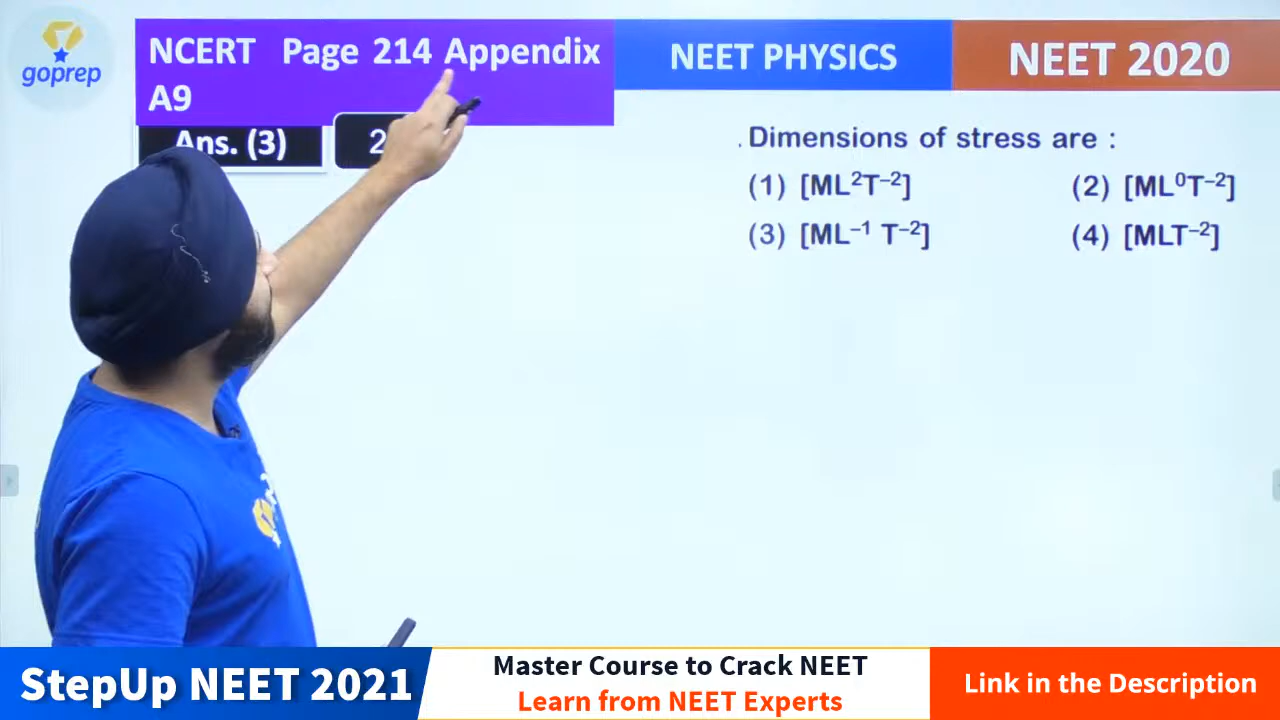 goprep
NCERT Page 214 Appendix
A9
NEET PHYSICS
NEET 2020
Ans. (3)
2
Dimensions of stress are :
(1) [ML²T⁻²]
(2) [ML⁰T⁻²]
(3) [ML⁻¹ T⁻²]
(4) [MLT⁻²]
StepUp NEET 2021
Master Course to Crack NEET
Learn from NEET Experts
Link in the Description